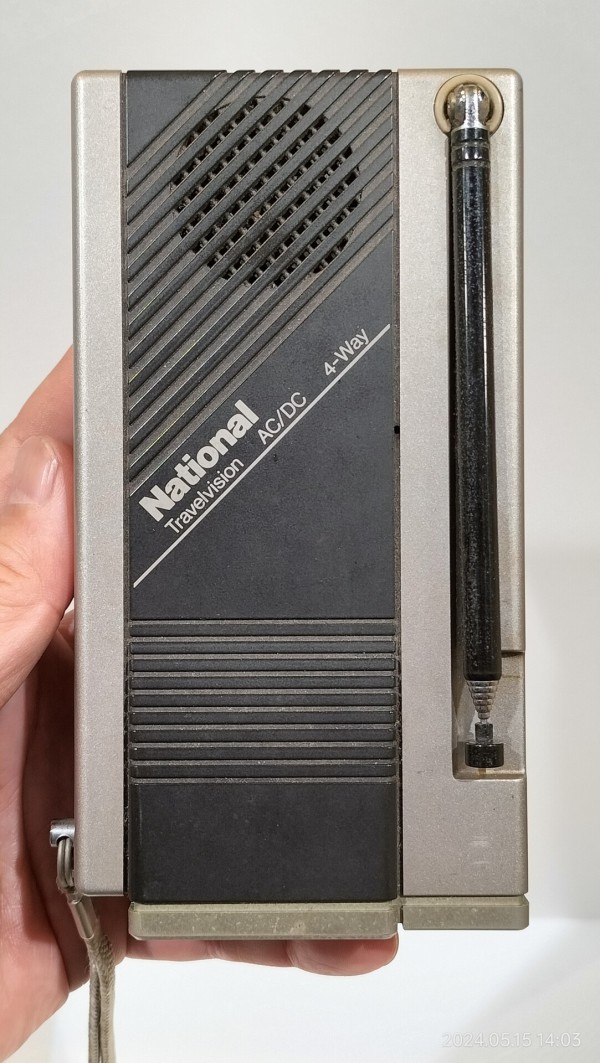 National
Travelvision AC/DC 4-Way
2024.05.15 14:03